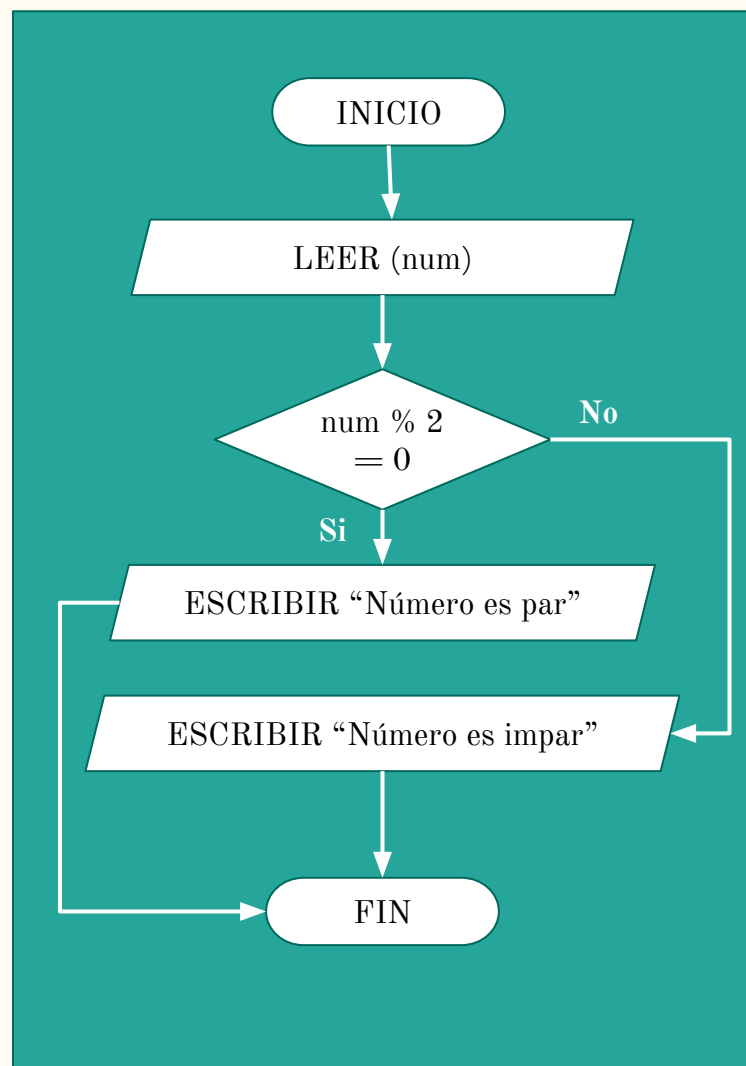 INICIO
LEER (num)
num % 2
= 0
No
Si
ESCRIBIR “Número es par”
ESCRIBIR “Número es impar”
FIN